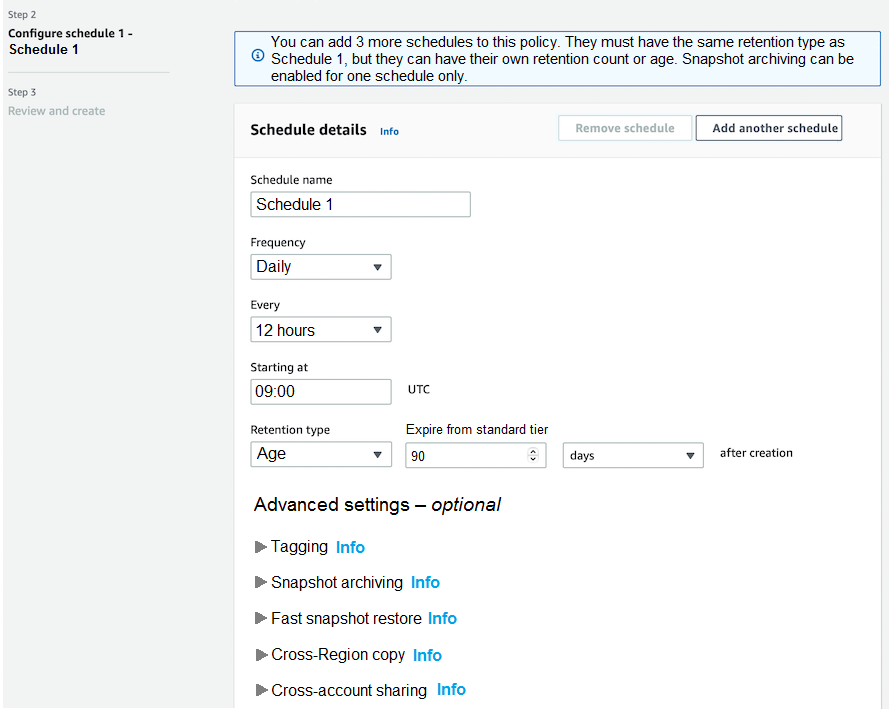 Step 2
Configure schedule 1 -
Schedule 1
Step 3
Review and create
You can add 3 more schedules to this policy. They must have the same retention type as
Schedule 1, but they can have their own retention count or age. Snapshot archiving can be
enabled for one schedule only.
Schedule details Info
Remove schedule
Add another schedule
Schedule name
Schedule 1
Frequency
Daily
Every
12 hours
Starting at
09:00 UTC
Retention type Expire from standard tier
Age 90 days after creation
Advanced settings – optional
Tagging Info
Snapshot archiving Info
Fast snapshot restore Info
Cross-Region copy Info
Cross-account sharing Info